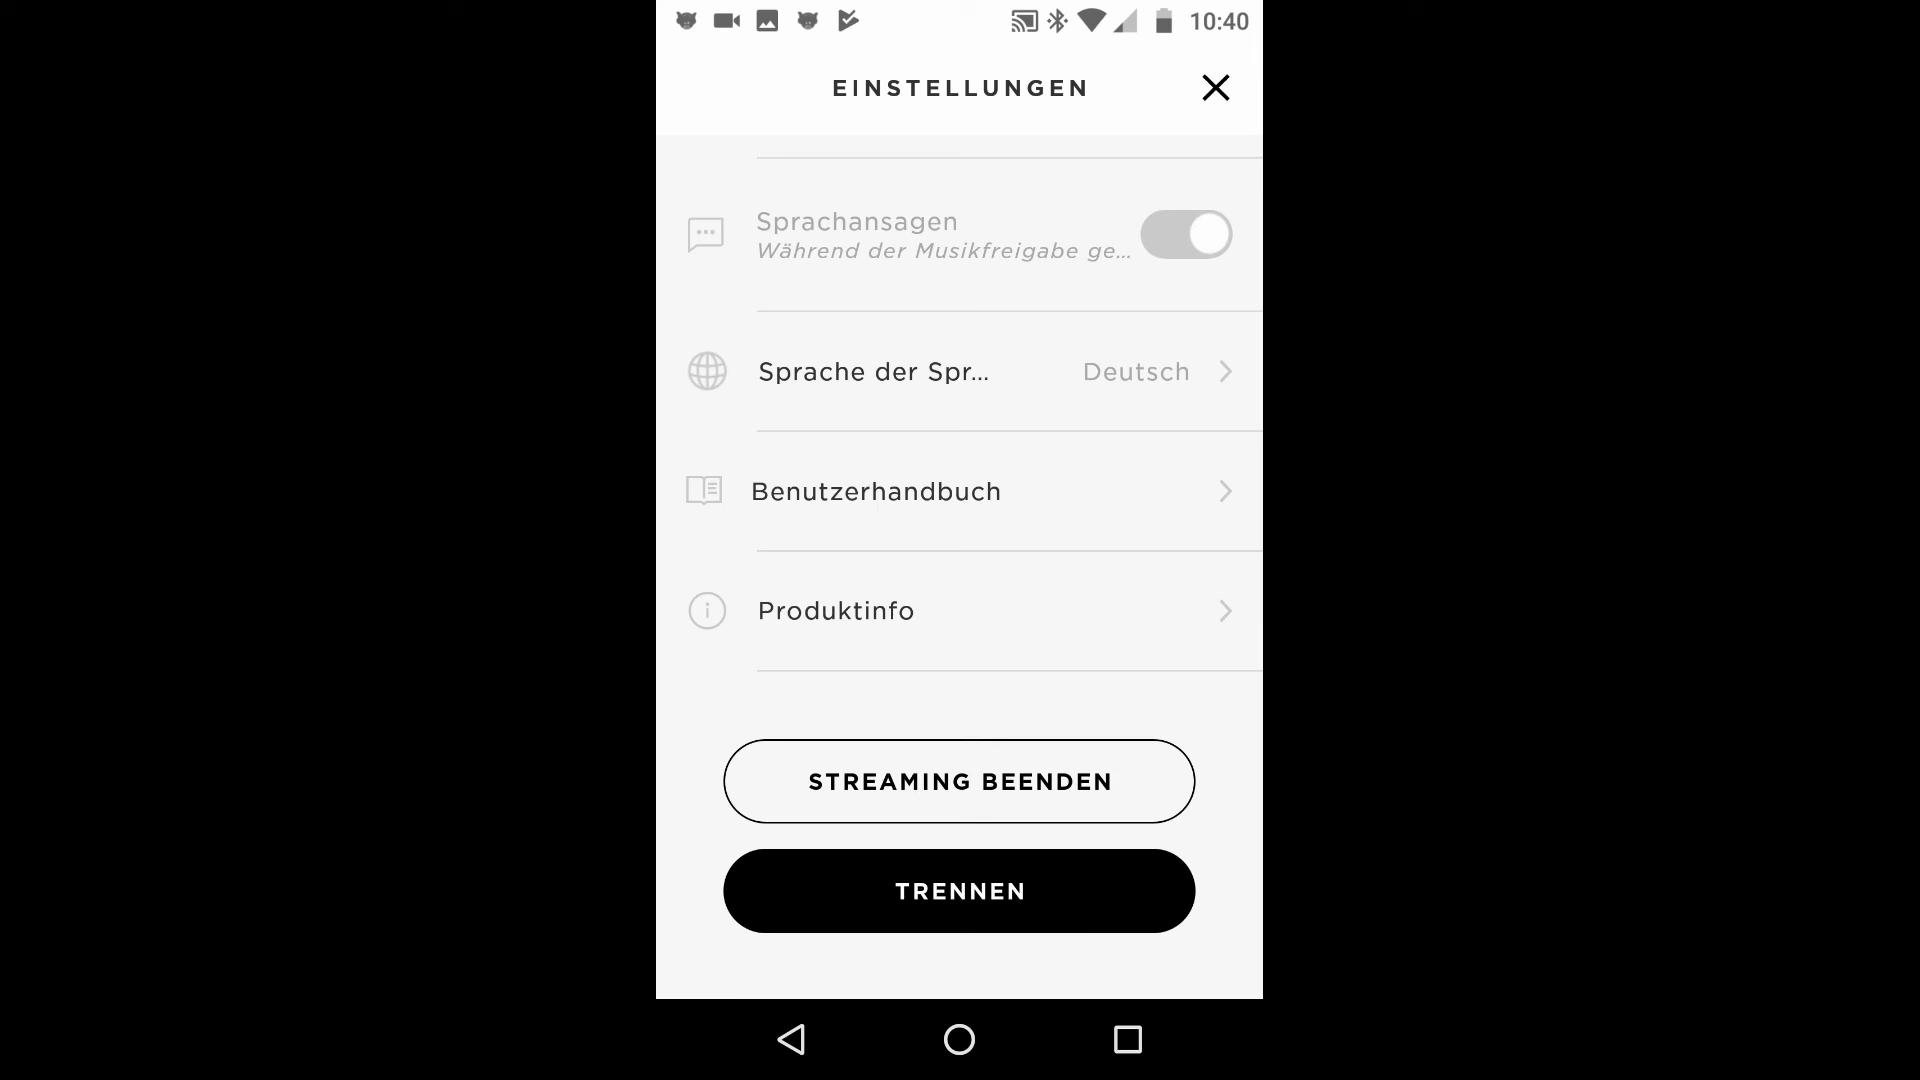 10:40
EINSTELLUNGEN
Sprachansagen
Während der Musikfreigabe ge...
Sprache der Spr... Deutsch
Benutzerhandbuch
Produktinfo
STREAMING BEENDEN
TRENNEN